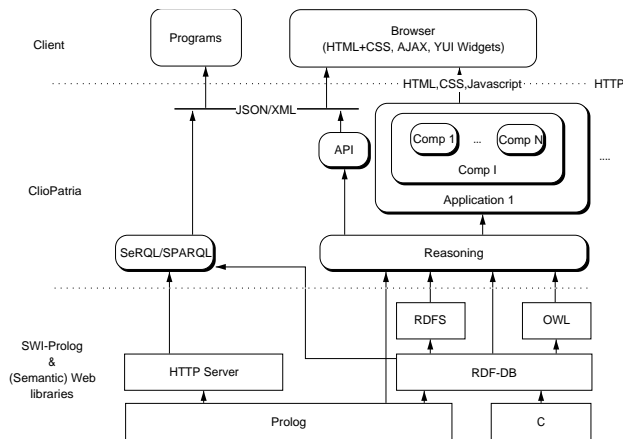 Client
Programs
Browser
(HTML+CSS, AJAX, YUI Widgets)
HTML,CSS,Javascript
HTTP
JSON/XML
API
Comp 1
...
Comp N
Comp I
Application 1
....
ClioPatria
SeRQL/SPARQL
Reasoning
RDFS
OWL
SWI-Prolog
&
(Semantic) Web
libraries
HTTP Server
RDF-DB
Prolog
C